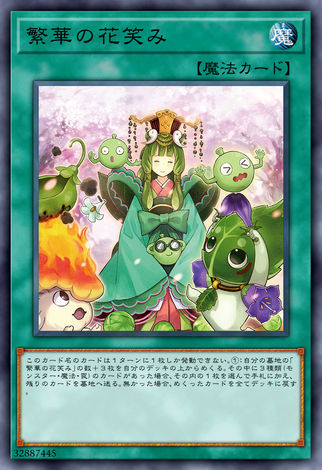 繁華の花笑み
魔
【魔法カード】
このカード名のカードは1ターンに1枚しか発動できない。①:自分の墓地の「
繁華の花笑み」の数+3枚を自分のデッキの上からめくる。その中に3種類(モ
ンスター・魔法・罠)のカードがあった場合、その内の1枚を選んで手札に加え、
残りのカードを墓地へ送る。無かった場合、めくったカードを全てデッキに戻
す。
32887445